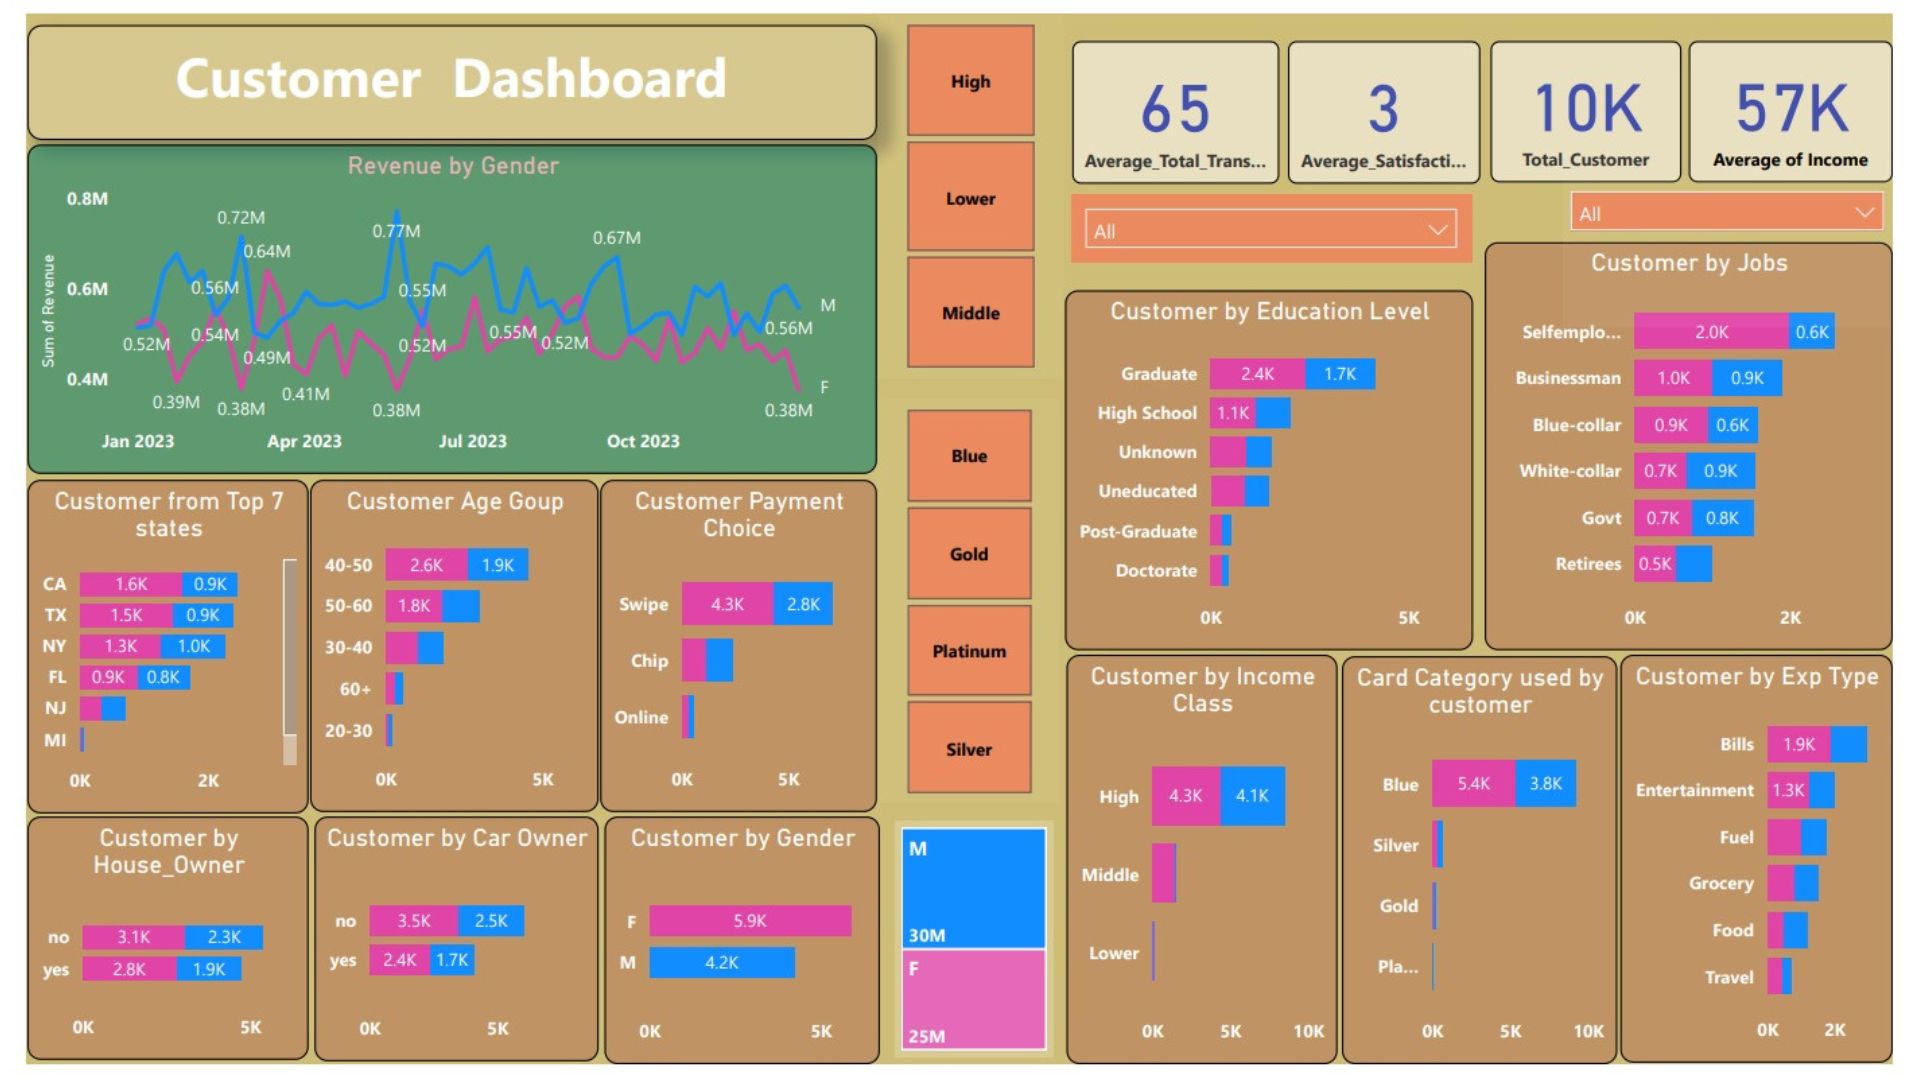 Customer Dashboard
Revenue by Gender
Sum of Revenue
0.8M
0.6M
0.4M
0.72M
0.64M
0.77M
0.67M
0.56M
0.55M
0.52M
0.54M
0.49M
0.52M
0.55M
0.52M
0.56M
0.39M
0.38M
0.41M
0.38M
0.38M
M
F
Jan 2023
Apr 2023
Jul 2023
Oct 2023
High
Lower
Middle
Blue
Gold
Platinum
Silver
65
Average_Total_Trans...
3
Average_Satisfacti...
10K
Total_Customer
57K
Average of Income
All
All
Customer by Education Level
Graduate 2.4K 1.7K
High School 1.1K
Unknown
Uneducated
Post-Graduate
Doctorate
0K 5K
Customer by Jobs
Selfemplo... 2.0K 0.6K
Businessman 1.0K 0.9K
Blue-collar 0.9K 0.6K
White-collar 0.7K 0.9K
Govt 0.7K 0.8K
Retirees 0.5K
0K 2K
Customer from Top 7
states
CA 1.6K 0.9K
TX 1.5K 0.9K
NY 1.3K 1.0K
FL 0.9K 0.8K
NJ
MI
0K 2K
Customer Age Goup
40-50 2.6K 1.9K
50-60 1.8K
30-40
60+
20-30
0K 5K
Customer Payment
Choice
Swipe 4.3K 2.8K
Chip
Online
0K 5K
Customer by
House_Owner
no 3.1K 2.3K
yes 2.8K 1.9K
0K 5K
Customer by Car Owner
no 3.5K 2.5K
yes 2.4K 1.7K
0K 5K
Customer by Gender
F 5.9K
M 4.2K
0K 5K
M
30M
F
25M
Customer by Income
Class
High 4.3K 4.1K
Middle
Lower
0K 5K 10K
Card Category used by
customer
Blue 5.4K 3.8K
Silver
Gold
Pla...
0K 5K 10K
Customer by Exp Type
Bills 1.9K
Entertainment 1.3K
Fuel
Grocery
Food
Travel
0K 2K